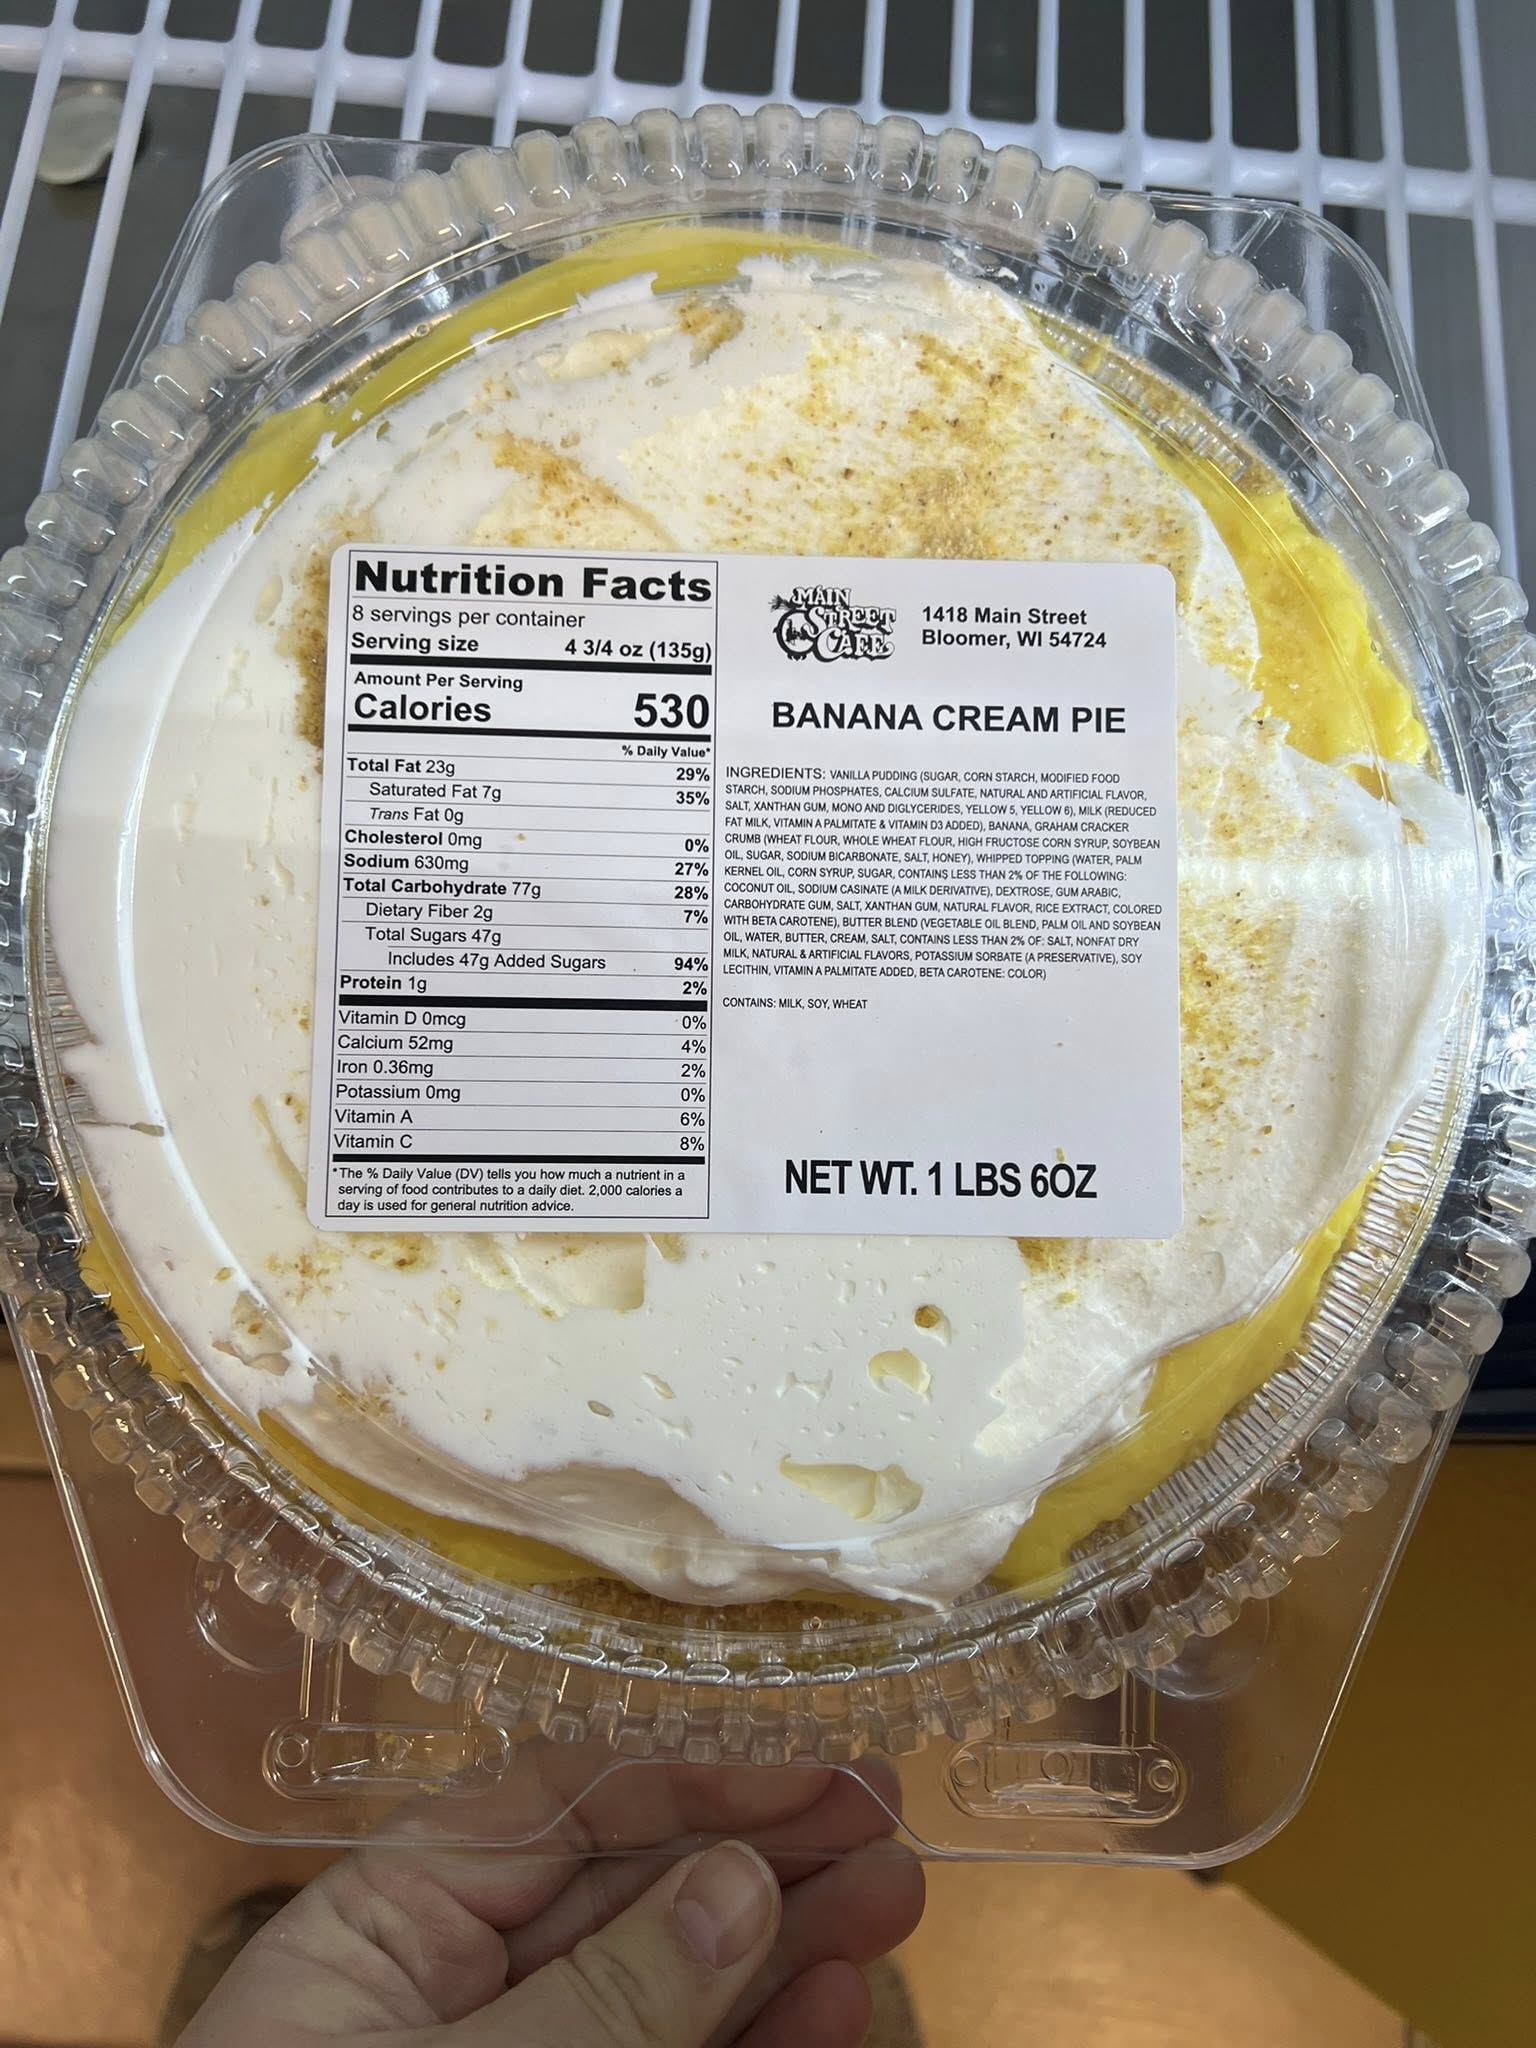 Nutrition Facts
8 servings per container
Serving size 4 3/4 oz (135g)
Amount Per Serving
Calories 530
% Daily Value*
Total Fat 23g 29%
Saturated Fat 7g 35%
Trans Fat 0g
Cholesterol 0mg 0%
Sodium 630mg 27%
Total Carbohydrate 77g 28%
Dietary Fiber 2g 7%
Total Sugars 47g
Includes 47g Added Sugars 94%
Protein 1g 2%
Vitamin D 0mcg 0%
Calcium 52mg 4%
Iron 0.36mg 2%
Potassium 0mg 0%
Vitamin A 6%
Vitamin C 8%
*The % Daily Value (DV) tells you how much a nutrient in a
serving of food contributes to a daily diet. 2,000 calories a
day is used for general nutrition advice.
MAIN
STREET
CAFE
1418 Main Street
Bloomer, WI 54724
BANANA CREAM PIE
INGREDIENTS: VANILLA PUDDING (SUGAR, CORN STARCH, MODIFIED FOOD
STARCH, SODIUM PHOSPHATES, CALCIUM SULFATE, NATURAL AND ARTIFICIAL FLAVOR,
SALT, XANTHAN GUM, MONO AND DIGLYCERIDES, YELLOW 5, YELLOW 6), MILK (REDUCED
FAT MILK, VITAMIN A PALMITATE & VITAMIN D3 ADDED), BANANA, GRAHAM CRACKER
CRUMB (WHEAT FLOUR, WHOLE WHEAT FLOUR, HIGH FRUCTOSE CORN SYRUP, SOYBEAN
OIL, SUGAR, SODIUM BICARBONATE, SALT, HONEY), WHIPPED TOPPING (WATER, PALM
KERNEL OIL, CORN SYRUP, SUGAR, CONTAINS LESS THAN 2% OF THE FOLLOWING:
COCONUT OIL, SODIUM CASINATE (A MILK DERIVATIVE), DEXTROSE, GUM ARABIC,
CARBOHYDRATE GUM, SALT, XANTHAN GUM, NATURAL FLAVOR, RICE EXTRACT, COLORED
WITH BETA CAROTENE), BUTTER BLEND (VEGETABLE OIL BLEND, PALM OIL AND SOYBEAN
OIL, WATER, BUTTER, CREAM, SALT, CONTAINS LESS THAN 2% OF: SALT, NONFAT DRY
MILK, NATURAL & ARTIFICIAL FLAVORS, POTASSIUM SORBATE (A PRESERVATIVE), SOY
LECITHIN, VITAMIN A PALMITATE ADDED, BETA CAROTENE: COLOR)
CONTAINS: MILK, SOY, WHEAT
NET WT. 1 LBS 6OZ